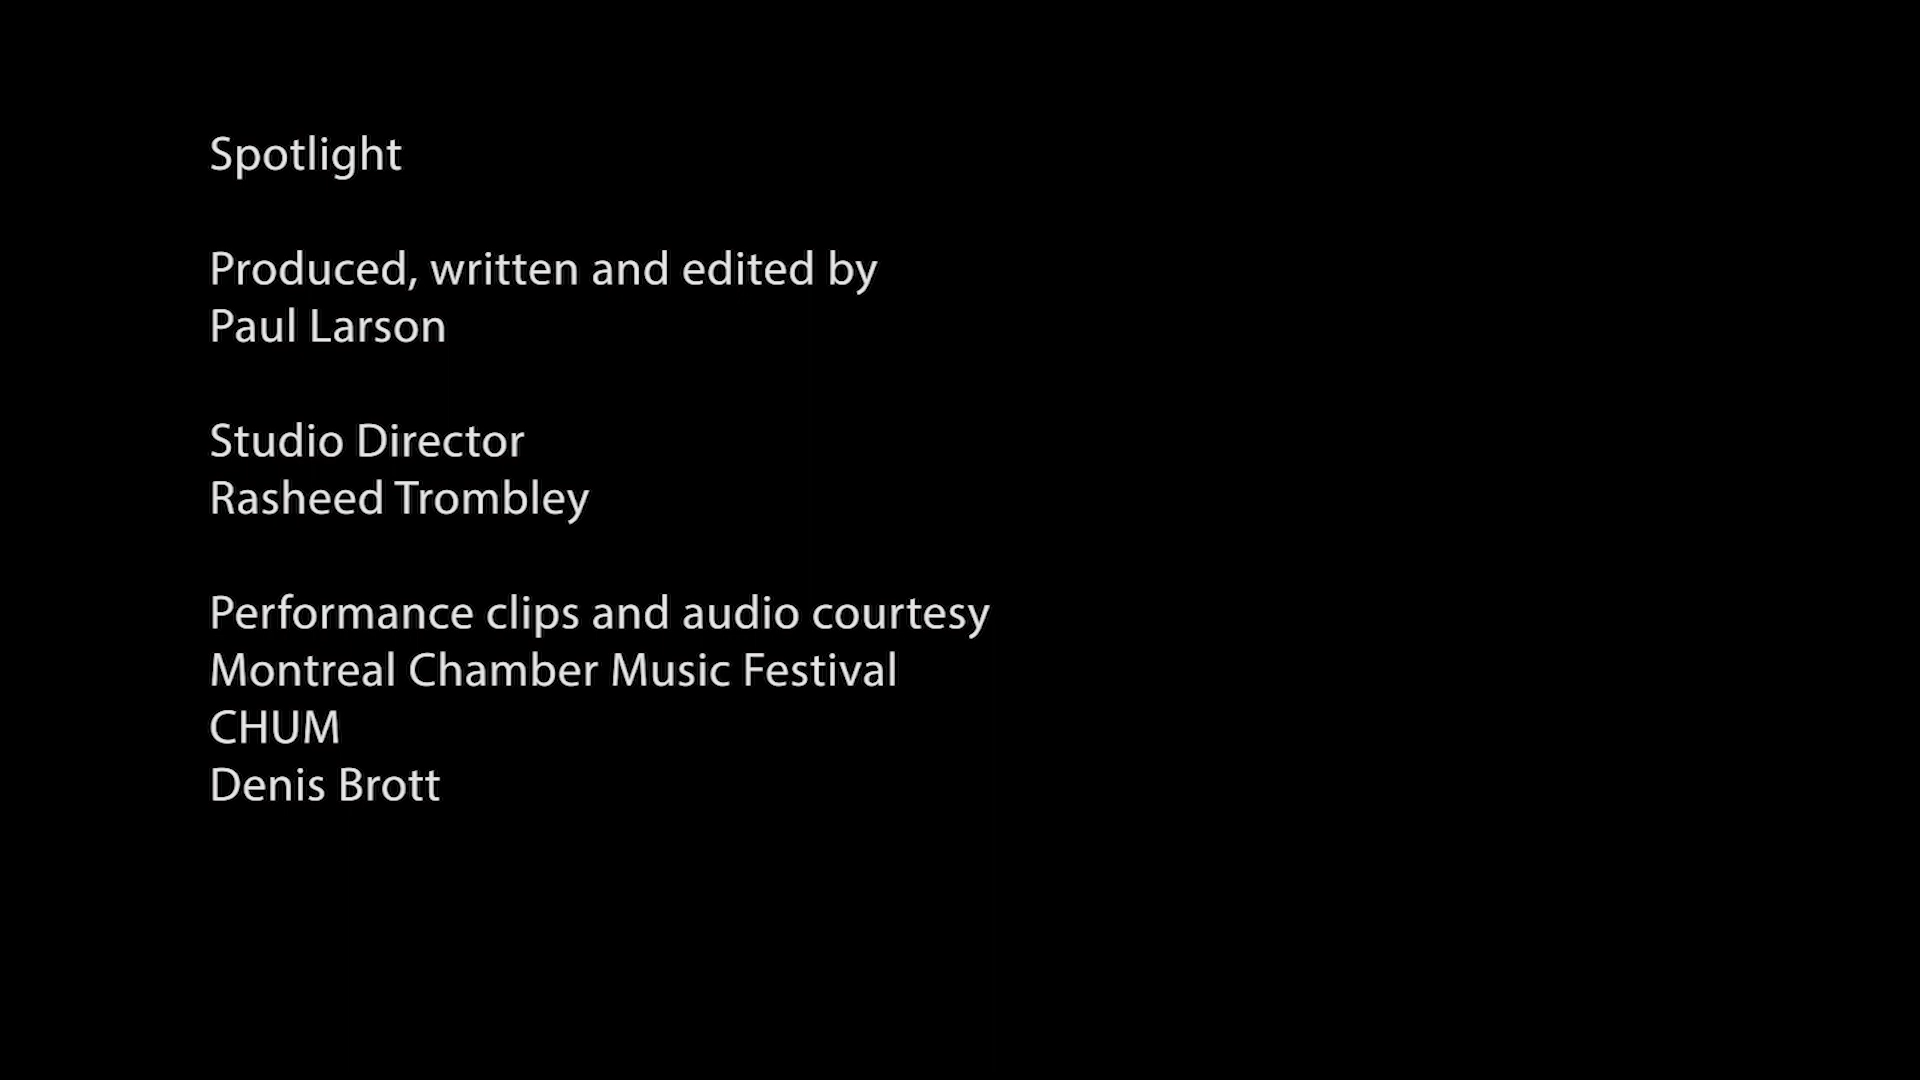 Spotlight
Produced, written and edited by
Paul Larson
Studio Director
Rasheed Trombley
Performance clips and audio courtesy
Montreal Chamber Music Festival
CHUM
Denis Brott